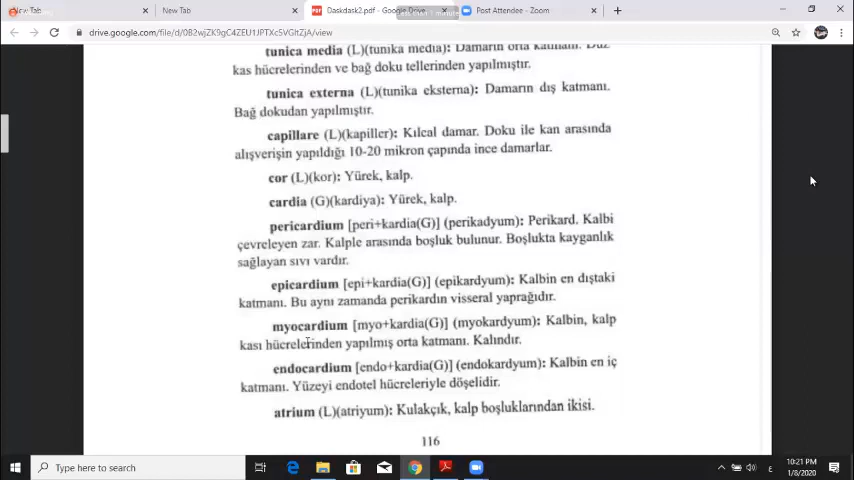 New Tab
New Tab
Daskdask2.pdf - Google Drive
Post Attendee - Zoom
drive.google.com/file/d/0B2wjZK9gC4ZEU1JPTXc5VGltZjA/view
tunica media (L)(tunika media): Damarın orta katmanı. Düz
kas hücrelerinden ve bağ doku tellerinden yapılmıştır.
tunica externa (L)(tunika eksterna): Damarın dış katmanı.
Bağ dokudan yapılmıştır.
capillare (L)(kapiller): Kılcal damar. Doku ile kan arasında
alışverişin yapıldığı 10-20 mikron çapında ince damarlar.
cor (L)(kor): Yürek, kalp.
cardia (G)(kardiya): Yürek, kalp.
pericardium [peri+kardia(G)] (perikadyum): Perikard. Kalbi
çevreleyen zar. Kalple arasında boşluk bulunur. Boşlukta kayganlık
sağlayan sıvı vardır.
epicardium [epi+kardia(G)] (epikardyum): Kalbin en dıştaki
katmanı. Bu aynı zamanda perikardın visseral yaprağıdır.
myocardium [myo+kardia(G)] (myokardyum): Kalbin, kalp
kası hücrelerinden yapılmış orta katmanı. Kalındır.
endocardium [endo+kardia(G)] (endokardyum): Kalbin en iç
katmanı. Yüzeyi endotel hücreleriyle döşelidir.
atrium (L)(atriyum): Kulakçık, kalp boşluklarından ikisi.
116
Type here to search
ع
10:21 PM
1/8/2020